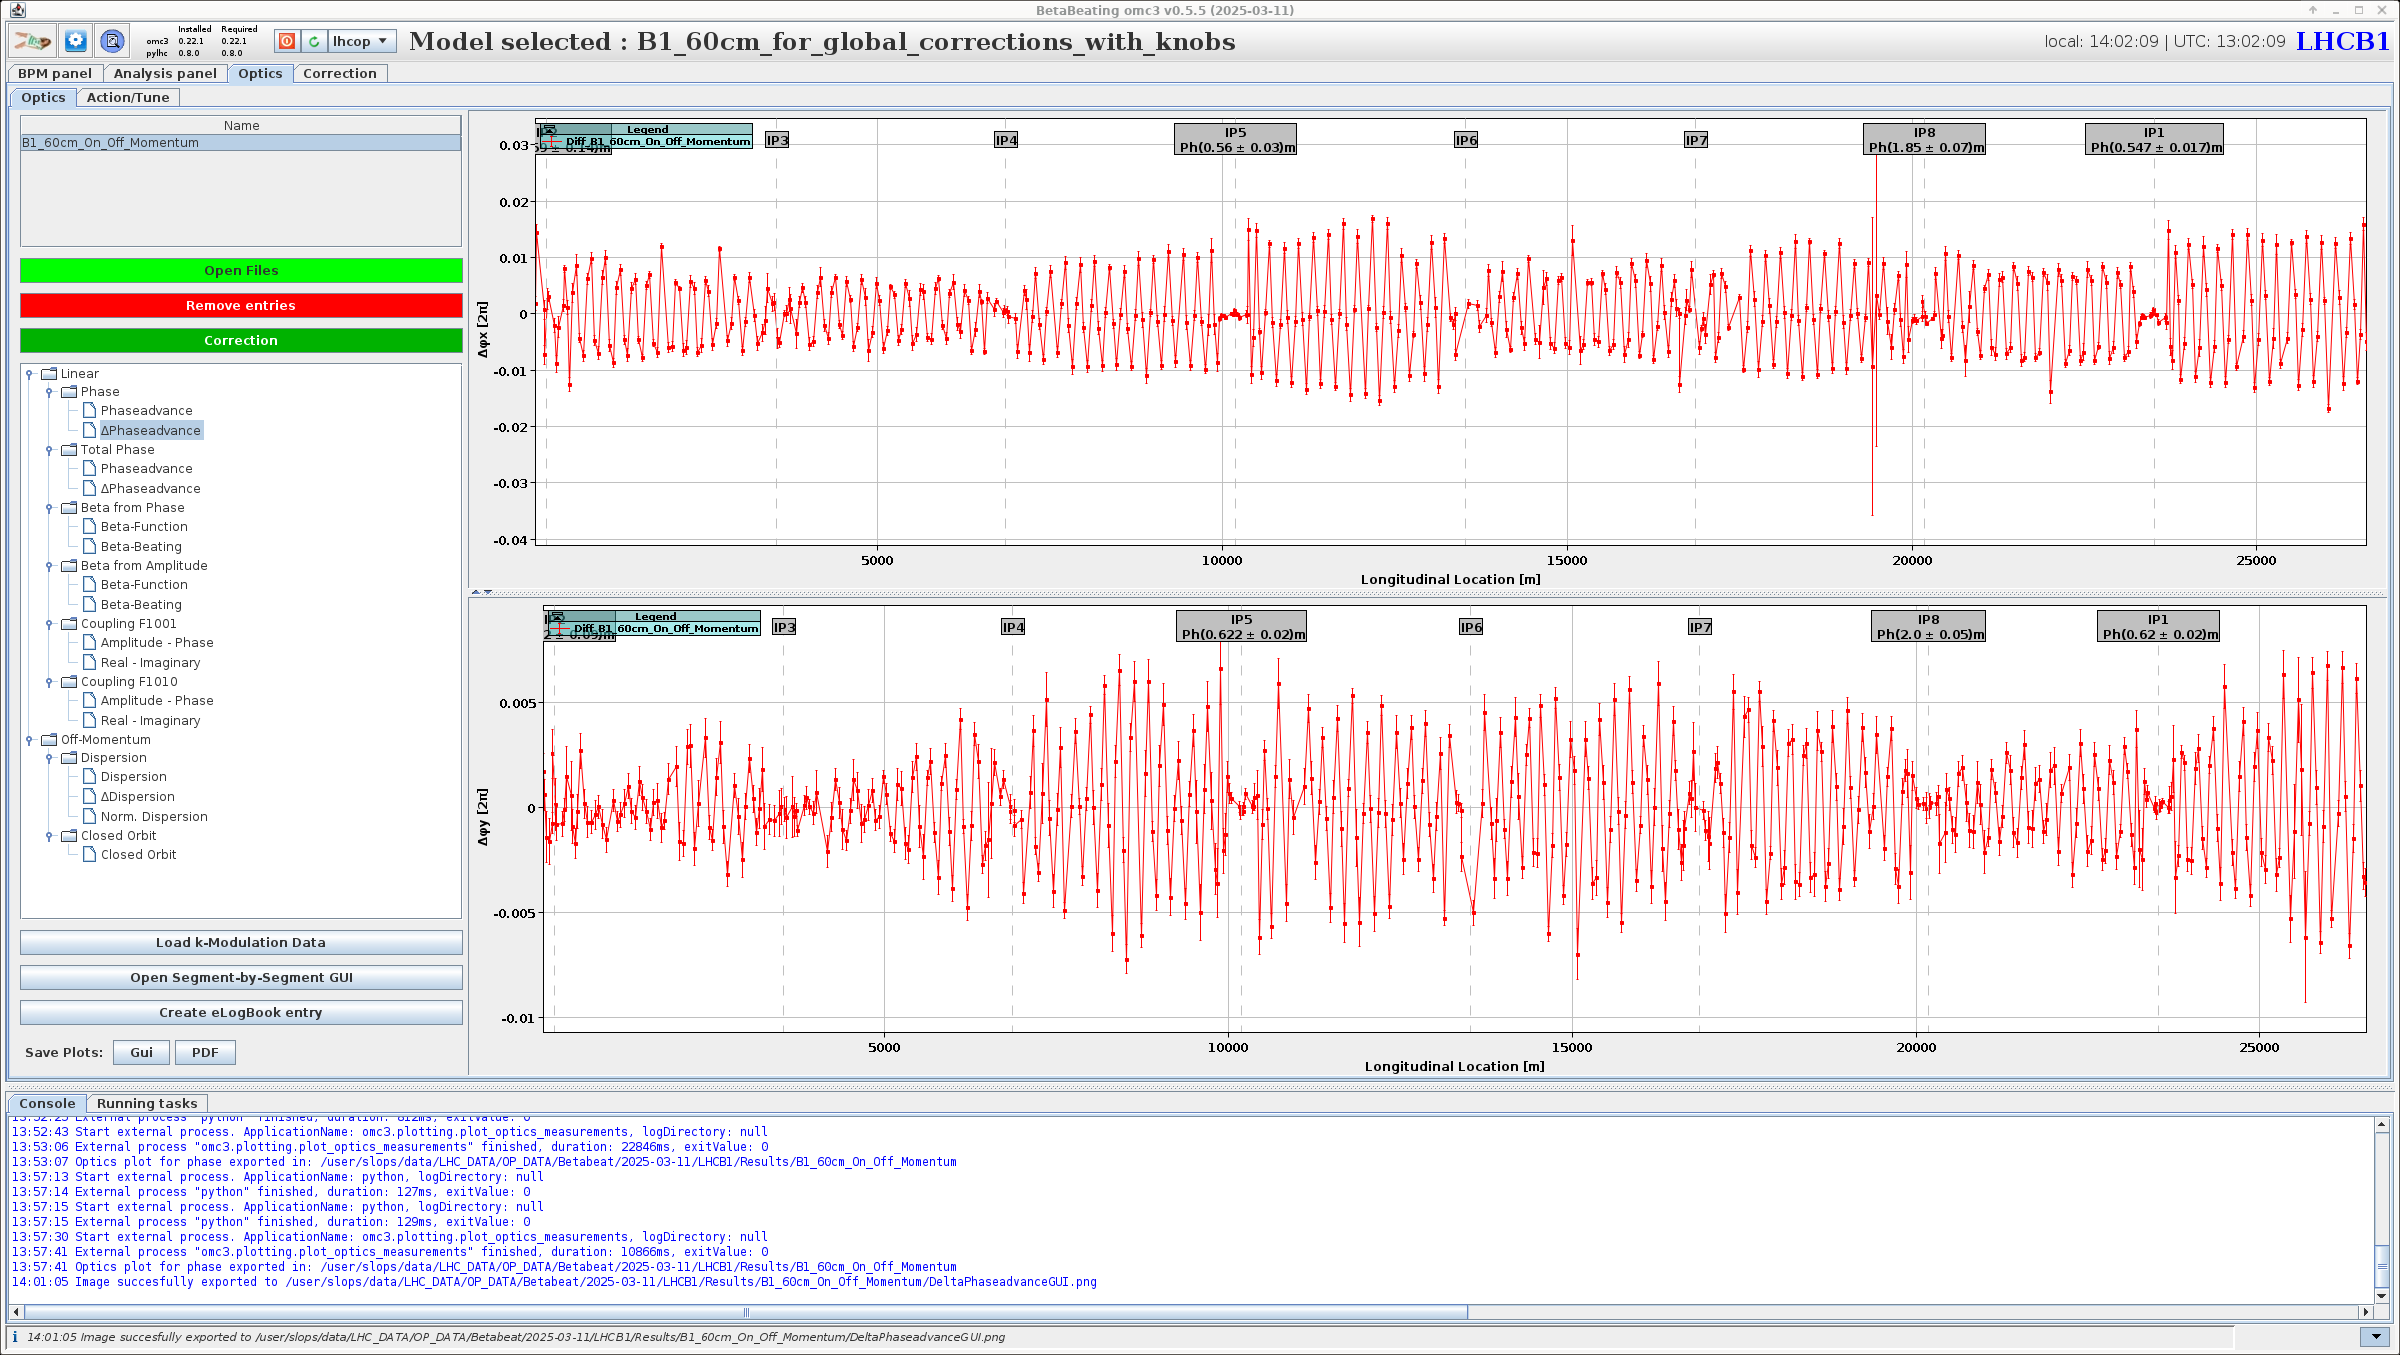 BetaBeating omc3 v0.5.5 (2025-03-11)
Installed Required
omc3 0.22.1 0.22.1
pylhc 0.8.0 0.8.0
lhcop
Model selected : B1_60cm_for_global_corrections_with_knobs
local: 14:02:09 | UTC: 13:02:09 LHCB1
BPM panel Analysis panel Optics Correction
Optics Action/Tune
Name
B1_60cm_On_Off_Momentum
Open Files
Remove entries
Correction
Linear
Phase
Phaseadvance
ΔPhaseadvance
Total Phase
Phaseadvance
ΔPhaseadvance
Beta from Phase
Beta-Function
Beta-Beating
Beta from Amplitude
Beta-Function
Beta-Beating
Coupling F1001
Amplitude - Phase
Real - Imaginary
Coupling F1010
Amplitude - Phase
Real - Imaginary
Off-Momentum
Dispersion
Dispersion
ΔDispersion
Norm. Dispersion
Closed Orbit
Closed Orbit
Load k-Modulation Data
Open Segment-by-Segment GUI
Create eLogBook entry
Save Plots: Gui PDF
Legend
Diff_B1_60cm_On_Off_Momentum
IP3
IP4
IP5
Ph(0.56 ± 0.03)m
IP6
IP7
IP8
Ph(1.85 ± 0.07)m
IP1
Ph(0.547 ± 0.017)m
0.03
0.02
0.01
0
-0.01
-0.02
-0.03
-0.04
Δφx [2π]
5000 10000 15000 20000 25000
Longitudinal Location [m]
Legend
Diff_B1_60cm_On_Off_Momentum
IP3
IP4
IP5
Ph(0.622 ± 0.02)m
IP6
IP7
IP8
Ph(2.0 ± 0.05)m
IP1
Ph(0.62 ± 0.02)m
0.005
0
-0.005
-0.01
Δφy [2π]
5000 10000 15000 20000 25000
Longitudinal Location [m]
Console Running tasks
13:52:25 External process "python" finished, duration: 812ms, exitValue: 0
13:52:43 Start external process. ApplicationName: omc3.plotting.plot_optics_measurements, logDirectory: null
13:53:06 External process "omc3.plotting.plot_optics_measurements" finished, duration: 22846ms, exitValue: 0
13:53:07 Optics plot for phase exported in: /user/slops/data/LHC_DATA/OP_DATA/Betabeat/2025-03-11/LHCB1/Results/B1_60cm_On_Off_Momentum
13:57:13 Start external process. ApplicationName: python, logDirectory: null
13:57:14 External process "python" finished, duration: 127ms, exitValue: 0
13:57:15 Start external process. ApplicationName: python, logDirectory: null
13:57:15 External process "python" finished, duration: 129ms, exitValue: 0
13:57:30 Start external process. ApplicationName: omc3.plotting.plot_optics_measurements, logDirectory: null
13:57:41 External process "omc3.plotting.plot_optics_measurements" finished, duration: 10866ms, exitValue: 0
13:57:41 Optics plot for phase exported in: /user/slops/data/LHC_DATA/OP_DATA/Betabeat/2025-03-11/LHCB1/Results/B1_60cm_On_Off_Momentum
14:01:05 Image succesfully exported to /user/slops/data/LHC_DATA/OP_DATA/Betabeat/2025-03-11/LHCB1/Results/B1_60cm_On_Off_Momentum/DeltaPhaseadvanceGUI.png
14:01:05 Image succesfully exported to /user/slops/data/LHC_DATA/OP_DATA/Betabeat/2025-03-11/LHCB1/Results/B1_60cm_On_Off_Momentum/DeltaPhaseadvanceGUI.png